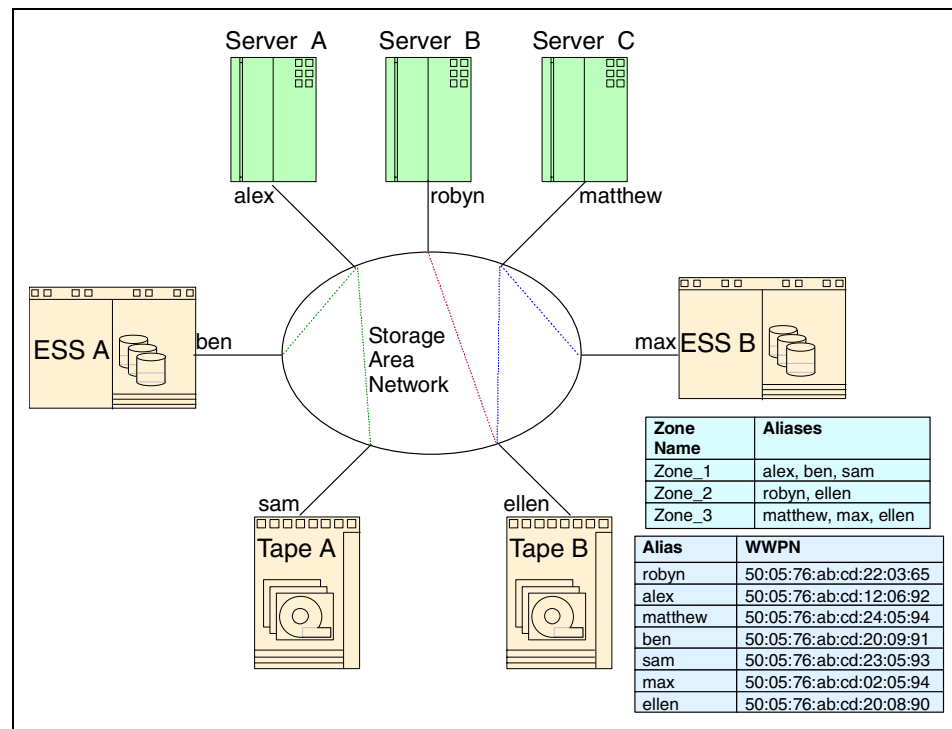 Server A Server B Server C
alex robyn matthew
ESS A ben
Storage
Area
Network
max ESS B
sam ellen
Tape A Tape B
Zone Name Aliases
Zone_1 alex, ben, sam
Zone_2 robyn, ellen
Zone_3 matthew, max, ellen
Alias WWPN
robyn 50:05:76:ab:cd:22:03:65
alex 50:05:76:ab:cd:12:06:92
matthew 50:05:76:ab:cd:24:05:94
ben 50:05:76:ab:cd:20:09:91
sam 50:05:76:ab:cd:23:05:93
max 50:05:76:ab:cd:02:05:94
ellen 50:05:76:ab:cd:20:08:90